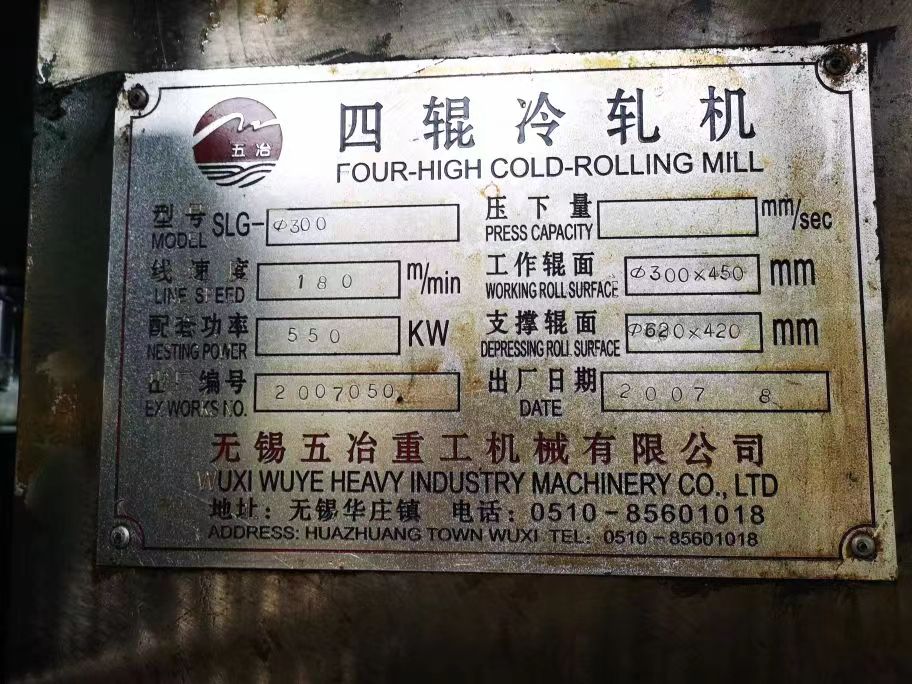 五冶
四辊冷轧机
FOUR-HIGH COLD-ROLLING MILL
型号 SLG- Φ300 压下量 mm/sec
MODEL PRESS CAPACITY
线速度 180 m/min 工作辊面 Φ300×450 mm
LINE SPEED WORKING ROLL SURFACE
配套功率 550 KW 支撑辊面 Φ620×420 mm
NESTING POWER DEPRESSING ROLL SURFACE
编号 2007050 出厂日期 2007 8
EX WORKS NO. DATE
无锡五冶重工机械有限公司
WUXI WUYE HEAVY INDUSTRY MACHINERY CO., LTD
地址：无锡华庄镇 电话：0510-85601018
ADDRESS: HUAZHUANG TOWN WUXI TEL: 0510-85601018